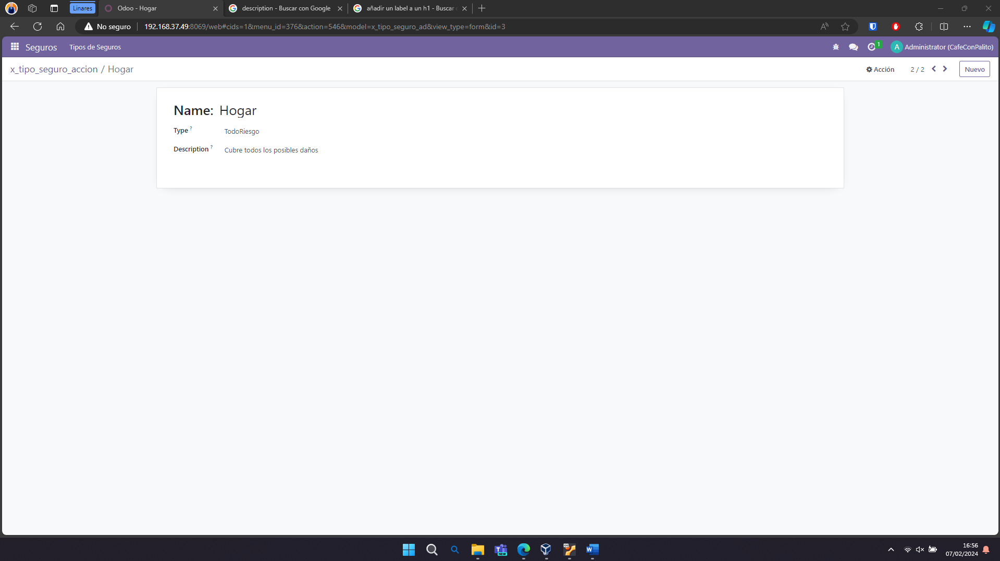 Linares
Odoo - Hogar
description - Buscar con Google
añadir un label a un h1 - Buscar
No seguro
192.168.37.49:8069/web#cids=1&menu_id=376&action=546&model=x_tipo_seguro_ad&view_type=form&id=3
Seguros
Tipos de Seguros
1
A
Administrator (CafeConPalito)
x_tipo_seguro_accion / Hogar
Acción
2 / 2
Nuevo
Name: Hogar
Type ? TodoRiesgo
Description ? Cubre todos los posibles daños
NEW
64
16:56
07/02/2024